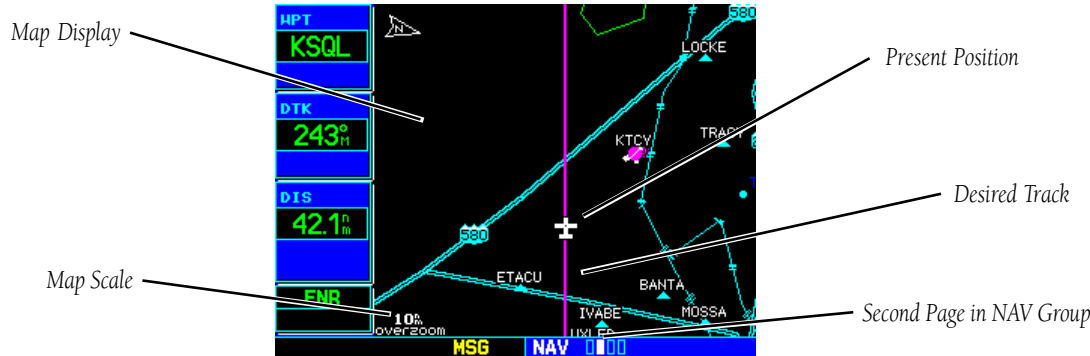 Map Display
Map Scale
WPT
KSQL
DTK
243°M
DIS
42.1nm
ENR
580
LOCKE
KTCY
TRACY
580
ETACU
BANTA
IVABE
MOSSA
10nm
overzoom
MSG
NAV
Present Position
Desired Track
Second Page in NAV Group